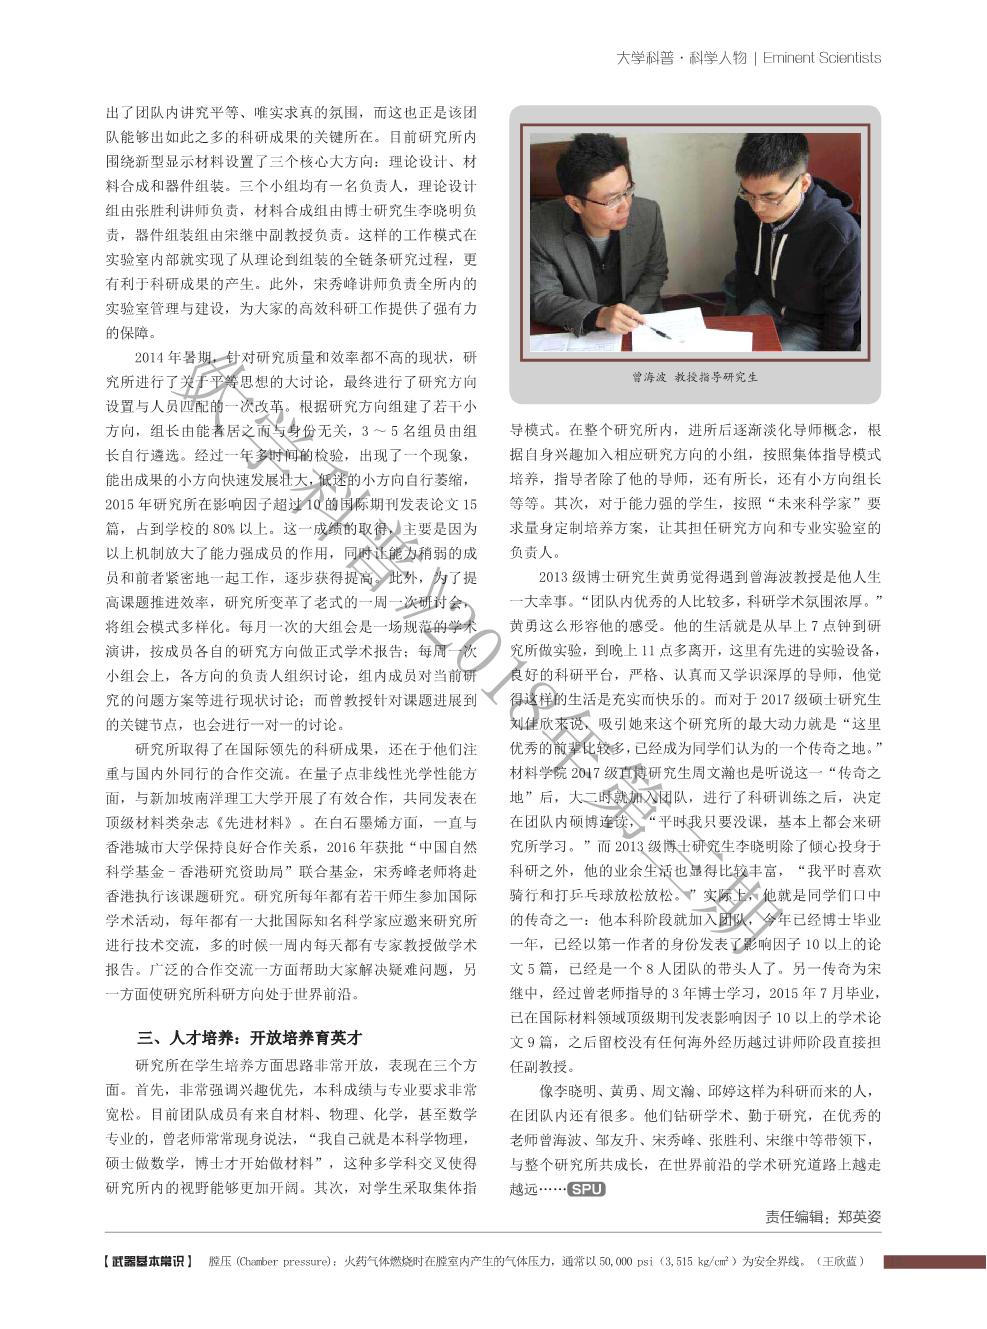 大学科普·科学人物 | Eminent Scientists
出了团队内讲究平等、唯实求真的氛围，而这也正是该团
队能够出如此之多的科研成果的关键所在。目前研究所内
围绕新型显示材料设置了三个核心大方向：理论设计、材
料合成和器件组装。三个小组均有一名负责人，理论设计
组由张胜利讲师负责，材料合成组由博士研究生李晓明负
责，器件组装组由宋继中副教授负责。这样的工作模式在
实验室内部就实现了从理论到组装的全链条研究过程，更
有利于科研成果的产生。此外，宋秀峰讲师负责全所内的
实验室管理与建设，为大家的高效科研工作提供了强有力
的保障。
2014 年暑期，针对研究质量和效率都不高的现状，研
究所进行了关于平等思想的大讨论，最终进行了研究方向
设置与人员匹配的一次改革。根据研究方向组建了若干小
方向，组长由能者居之而与身份无关，3 ～ 5 名组员由组
长自行遴选。经过一年多时间的检验，出现了一个现象，
能出成果的小方向快速发展壮大，低迷的小方向自行萎缩，
2015 年研究所在影响因子超过 10 的国际期刊发表论文 15
篇，占到学校的 80% 以上。这一成绩的取得，主要是因为
以上机制放大了能力强成员的作用，同时让能力稍弱的成
员和前者紧密地一起工作，逐步获得提高。此外，为了提
高课题推进效率，研究所变革了老式的一周一次研讨会，
将组会模式多样化。每月一次的大组会是一场规范的学术
演讲，按成员各自的研究方向做正式学术报告；每周一次
小组会上，各方向的负责人组织讨论，组内成员对当前研
究的问题方案等进行现状讨论；而曾教授针对课题进展到
的关键节点，也会进行一对一的讨论。
研究所取得了在国际领先的科研成果，还在于他们注
重与国内外同行的合作交流。在量子点非线性光学性能方
面，与新加坡南洋理工大学开展了有效合作，共同发表在
顶级材料类杂志《先进材料》。在白石墨烯方面，一直与
香港城市大学保持良好合作关系，2016 年获批“中国自然
科学基金－香港研究资助局”联合基金，宋秀峰老师将赴
香港执行该课题研究。研究所每年都有若干师生参加国际
学术活动，每年都有一大批国际知名科学家应邀来研究所
进行技术交流，多的时候一周内每天都有专家教授做学术
报告。广泛的合作交流一方面帮助大家解决疑难问题，另
一方面使研究所科研方向处于世界前沿。
三、人才培养：开放培养育英才
研究所在学生培养方面思路非常开放，表现在三个方
面。首先，非常强调兴趣优先，本科成绩与专业要求非常
宽松。目前团队成员有来自材料、物理、化学，甚至数学
专业的，曾老师常常现身说法，“我自己就是本科学物理，
硕士做数学，博士才开始做材料”，这种多学科交叉使得
研究所内的视野能够更加开阔。其次，对学生采取集体指
曾海波 教授指导研究生
导模式。在整个研究所内，进所后逐渐淡化导师概念，根
据自身兴趣加入相应研究方向的小组，按照集体指导模式
培养，指导者除了他的导师，还有所长，还有小方向组长
等等。其次，对于能力强的学生，按照“未来科学家”要
求量身定制培养方案，让其担任研究方向和专业实验室的
负责人。
2013 级博士研究生黄勇觉得遇到曾海波教授是他人生
一大幸事。“团队内优秀的人比较多，科研学术氛围浓厚。”
黄勇这么形容他的感受。他的生活就是从早上 7 点钟到研
究所做实验，到晚上 11 点多离开，这里有先进的实验设备，
良好的科研平台，严格、认真而又学识深厚的导师，他觉
得这样的生活是充实而快乐的。而对于 2017 级硕士研究生
刘佳欣来说，吸引她来这个研究所的最大动力就是“这里
优秀的前辈比较多，已经成为同学们认为的一个传奇之地。”
材料学院 2017 级直博研究生周文瀚也是听说这一“传奇之
地”后，大二时就加入团队，进行了科研训练之后，决定
在团队内硕博连读，“平时我只要没课，基本上都会来研
究所学习。”而 2013 级博士研究生李晓明除了倾心投身于
科研之外，他的业余生活也显得比较丰富，“我平时喜欢
骑行和打乒乓球放松放松。”实际上，他就是同学们口中
的传奇之一：他本科阶段就加入团队，今年已经博士毕业
一年，已经以第一作者的身份发表了影响因子 10 以上的论
文 5 篇，已经是一个 8 人团队的带头人了。另一传奇为宋
继中，经过曾老师指导的 3 年博士学习，2015 年 7 月毕业，
已在国际材料领域顶级期刊发表影响因子 10 以上的学术论
文 9 篇，之后留校没有任何海外经历越过讲师阶段直接担
任副教授。
像李晓明、黄勇、周文瀚、邱婷这样为科研而来的人，
在团队内还有很多。他们钻研学术、勤于研究，在优秀的
老师曾海波、邹友升、宋秀峰、张胜利、宋继中等带领下，
与整个研究所共成长，在世界前沿的学术研究道路上越走
越远…… SPU
责任编辑：郑英姿
【武器基本常识】 膛压 (Chamber pressure)：火药气体燃烧时在膛室内产生的气体压力，通常以 50,000 psi（3,515 kg/cm²）为安全界线。（王欣蓝）
《大学科普》2018年第二期